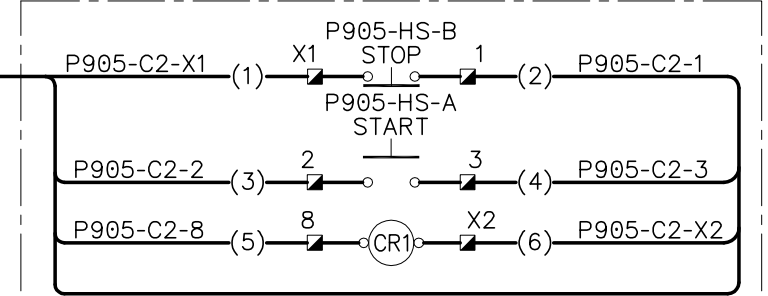 P905-HS-B
P905-C2-X1 (1) X1 STOP 1 (2) P905-C2-1
P905-HS-A
START
P905-C2-2 (3) 2 3 (4) P905-C2-3
P905-C2-8 (5) 8 CR1 X2 (6) P905-C2-X2